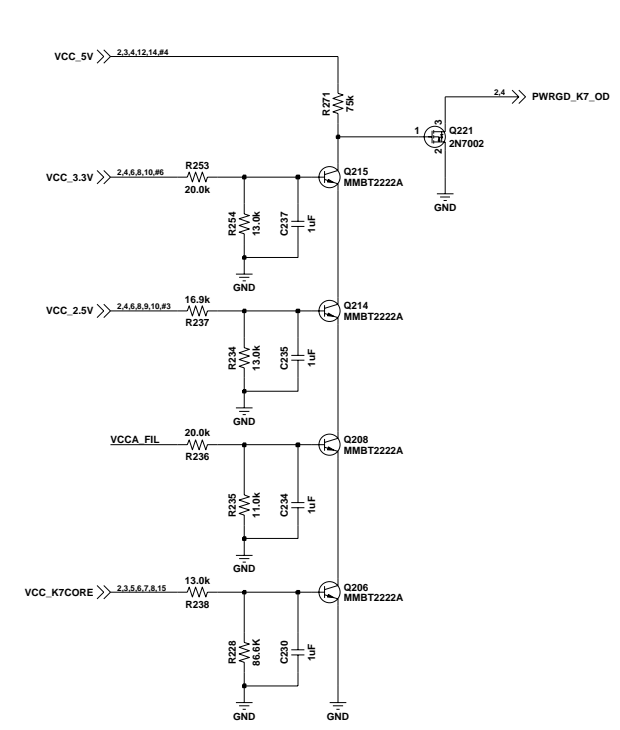 VCC_5V
2,3,4,12,14,#4
R271
75k
2,4
PWRGD_K7_OD
1
3
2
Q221
2N7002
GND
VCC_3.3V
2,4,6,8,10,#6
R253
20.0k
R254
13.0k
C237
1uF
Q215
MMBT2222A
GND
VCC_2.5V
2,4,6,8,9,10,#3
16.9k
R237
R234
13.0k
C235
1uF
Q214
MMBT2222A
GND
VCCA_FIL
20.0k
R236
R235
11.0k
C234
1uF
Q208
MMBT2222A
GND
VCC_K7CORE
2,3,5,6,7,8,15
13.0k
R238
R228
86.6K
C230
1uF
Q206
MMBT2222A
GND
GND